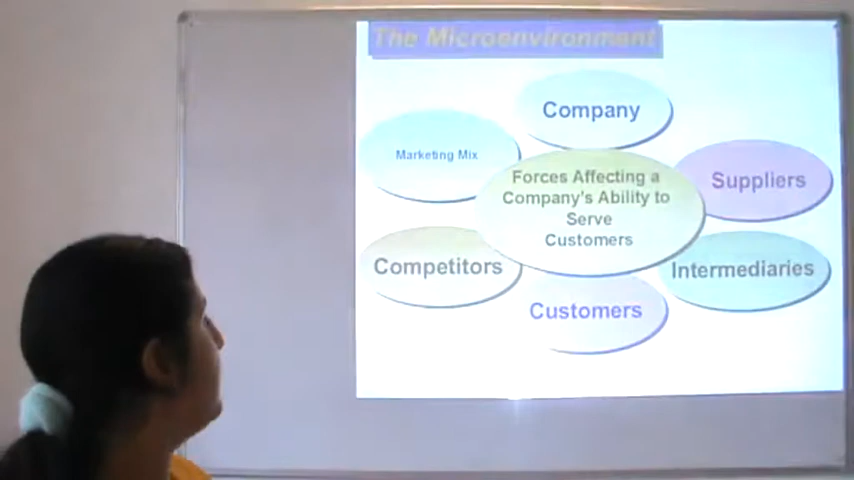 The Microenvironment
Company
Marketing Mix
Suppliers
Forces Affecting a
Company's Ability to
Serve
Customers
Competitors
Intermediaries
Customers